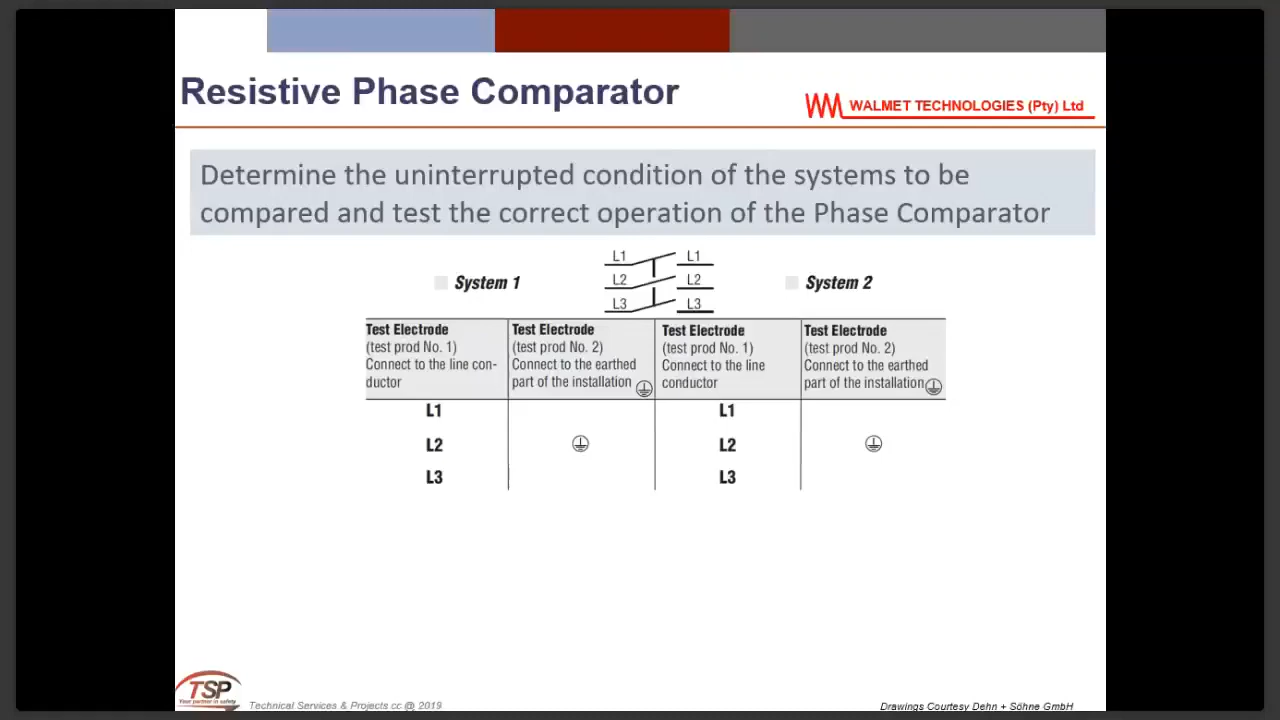 Resistive Phase Comparator
WALMET TECHNOLOGIES (Pty) Ltd
Determine the uninterrupted condition of the systems to be
compared and test the correct operation of the Phase Comparator
L1 L1
L2 L2
L3 L3
System 1
System 2
Test Electrode
(test prod No. 1)
Connect to the line con-
ductor
Test Electrode
(test prod No. 2)
Connect to the earthed
part of the installation
Test Electrode
(test prod No. 1)
Connect to the line
conductor
Test Electrode
(test prod No. 2)
Connect to the earthed
part of the installation
L1 L1
L2 L2
L3 L3
TSP
Your partner in safety
Technical Services & Projects cc @ 2019
Drawings Courtesy Dehn + Söhne GmbH